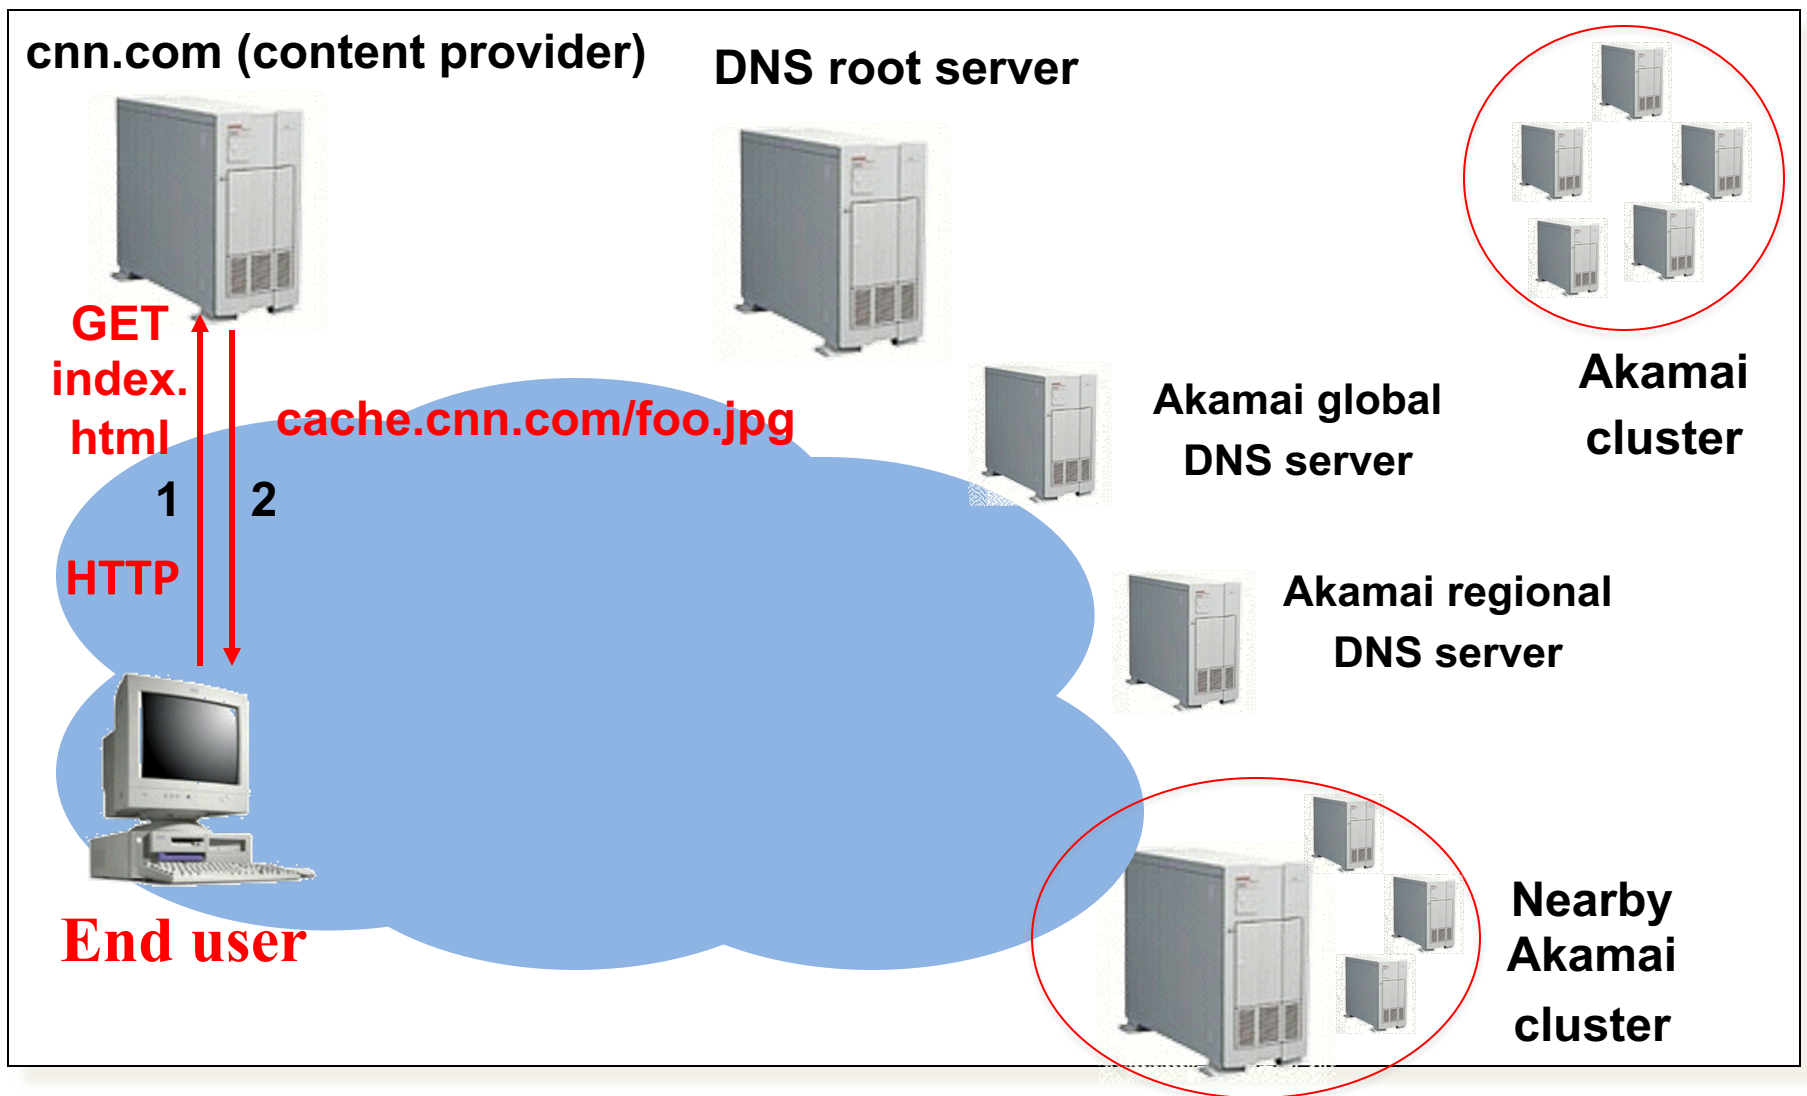 cnn.com (content provider)
DNS root server
GET
index.
html
cache.cnn.com/foo.jpg
1
2
HTTP
Akamai global
DNS server
Akamai
cluster
Akamai regional
DNS server
End user
Nearby
Akamai
cluster